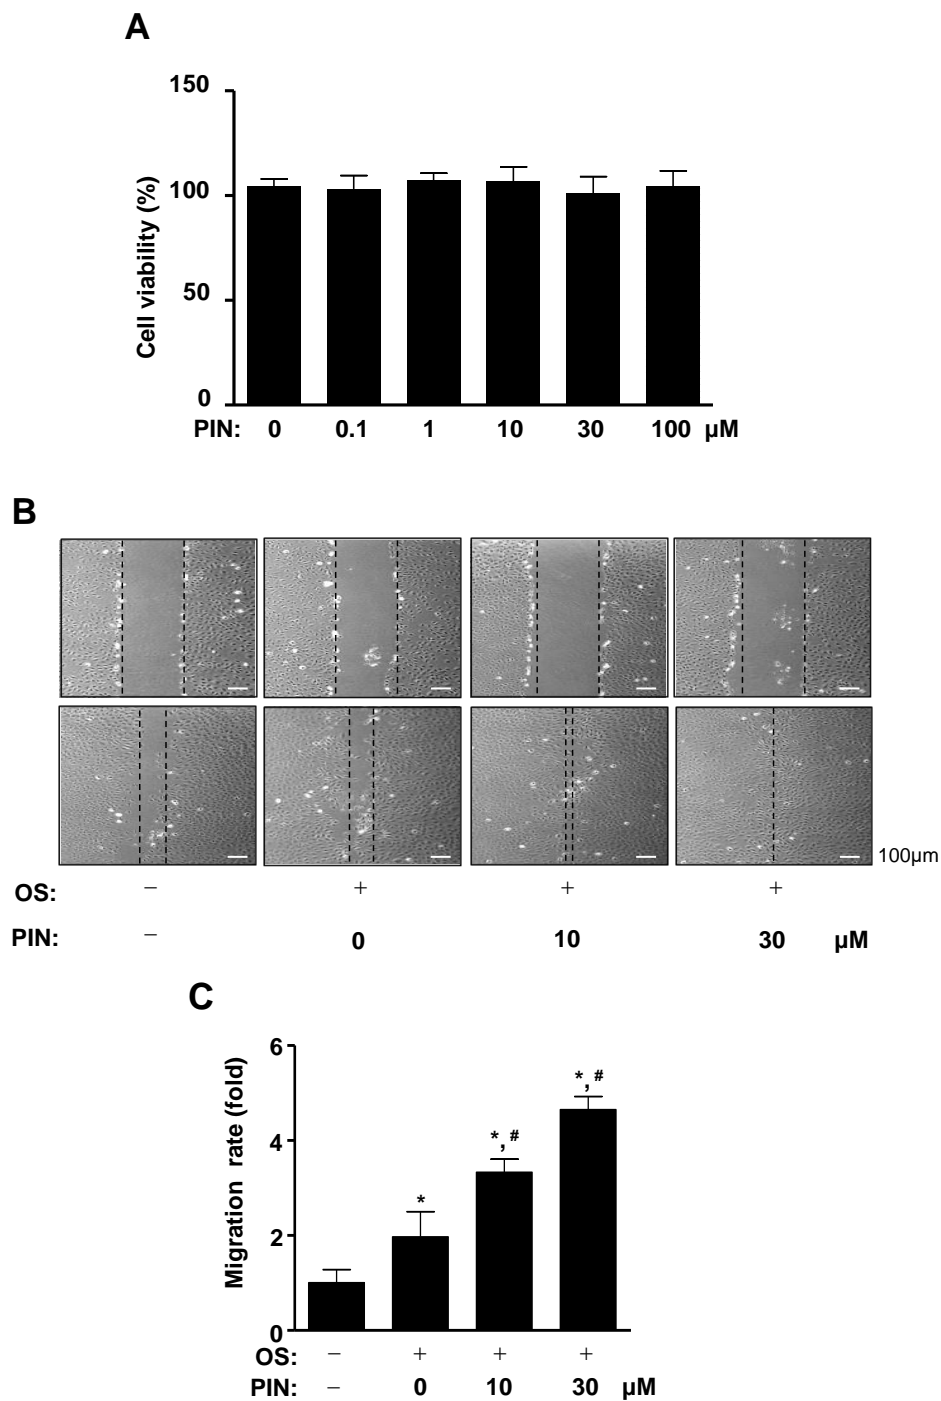 A
150
100
50
0
Cell viability (%)
PIN: 0 0.1 1 10 30 100 µM
B
100µm
OS: − + + +
PIN: − 0 10 30 µM
C
6
4
2
0
Migration rate (fold)
*
*, #
*, #
OS: − + + +
PIN: − 0 10 30 µM